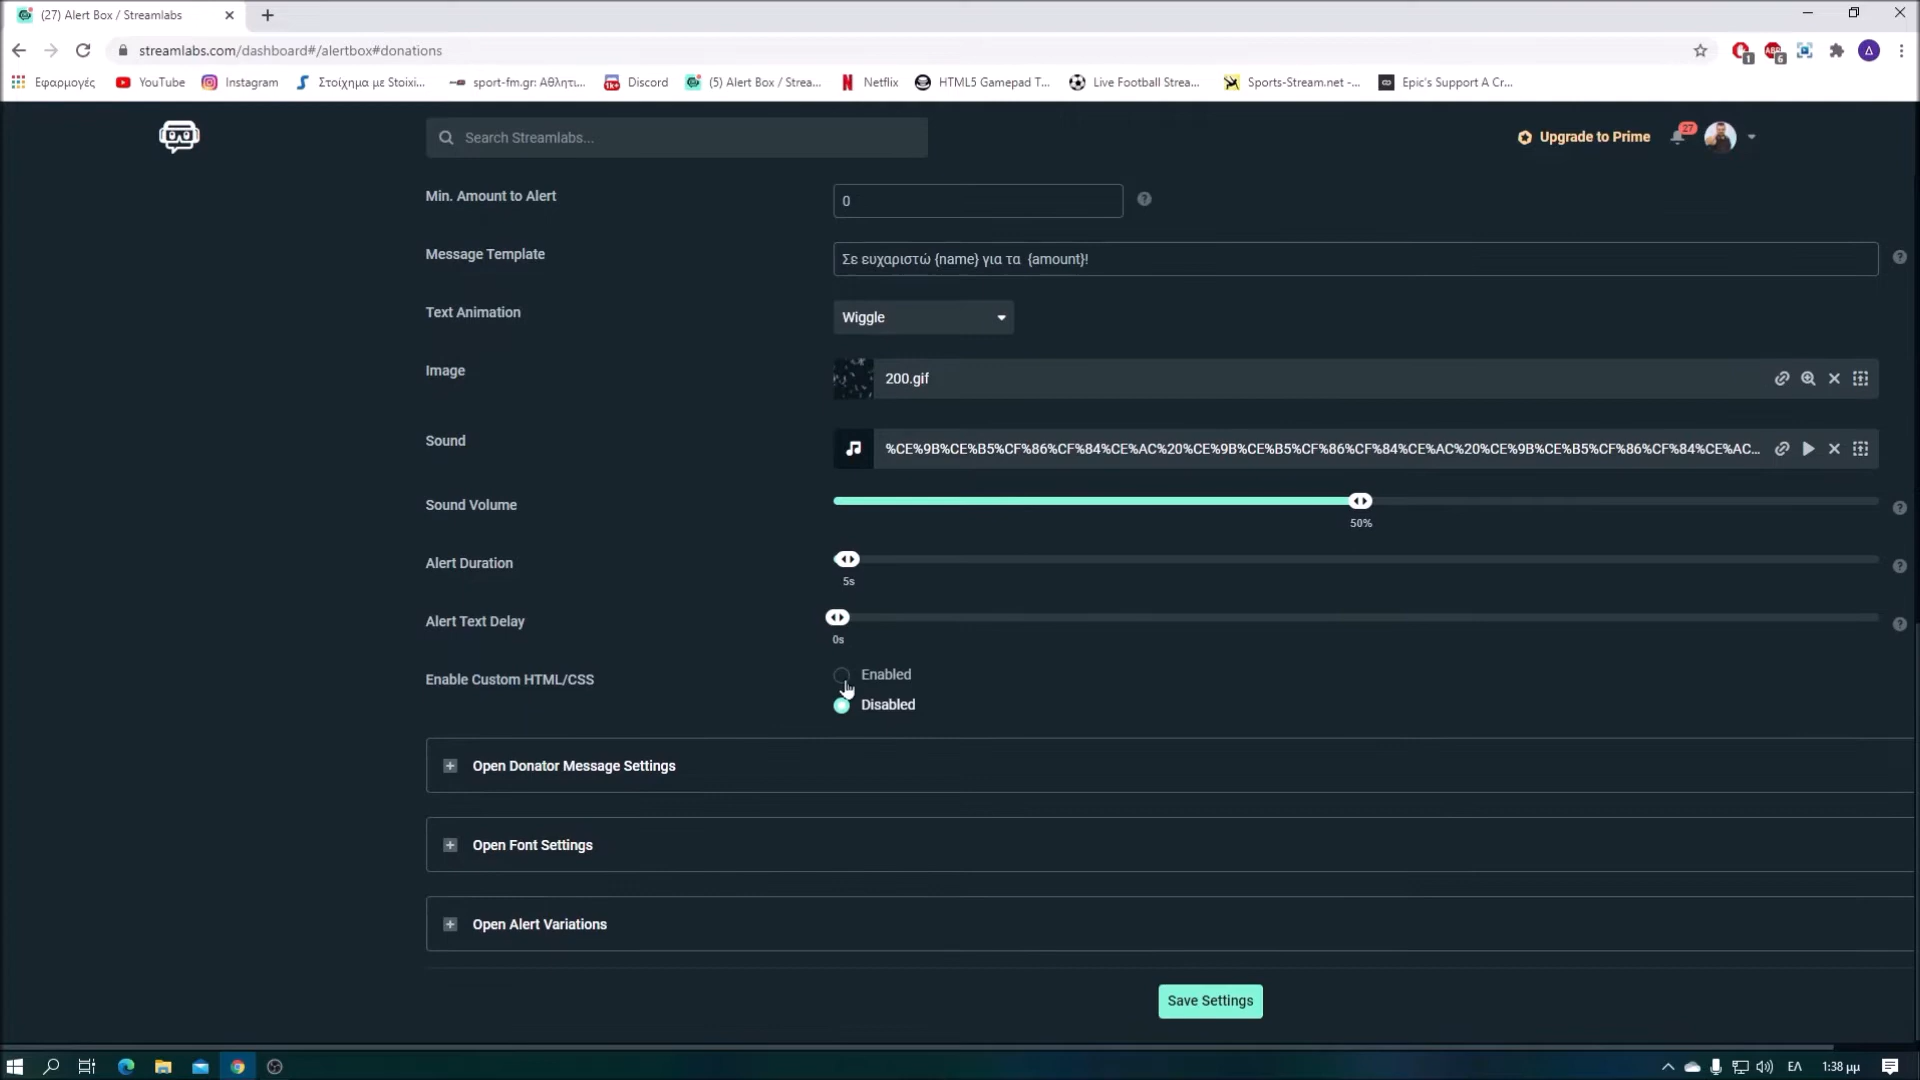 (27) Alert Box / Streamlabs
streamlabs.com/dashboard#/alertbox#donations
1
6
Δ
Εφαρμογές
YouTube
Instagram
Στοίχημα με Stoixi...
sport-fm.gr: Αθλητι...
1k+
Discord
(5) Alert Box / Strea...
Netflix
HTML5 Gamepad T...
Live Football Strea...
Sports-Stream.net -...
Epic's Support A Cr...
Search Streamlabs...
Upgrade to Prime
27
Min. Amount to Alert
0
Message Template
Σε ευχαριστώ {name} για τα {amount}!
Text Animation
Wiggle
Image
200.gif
Sound
%CE%9B%CE%B5%CF%86%CF%84%CE%AC%20%CE%9B%CE%B5%CF%86%CF%84%CE%AC%20%CE%9B%CE%B5%CF%86%CF%84%CE%AC...
Sound Volume
50%
Alert Duration
5s
Alert Text Delay
0s
Enable Custom HTML/CSS
Enabled
Disabled
Open Donator Message Settings
Open Font Settings
Open Alert Variations
Save Settings
ΕΛ
1:38 μμ